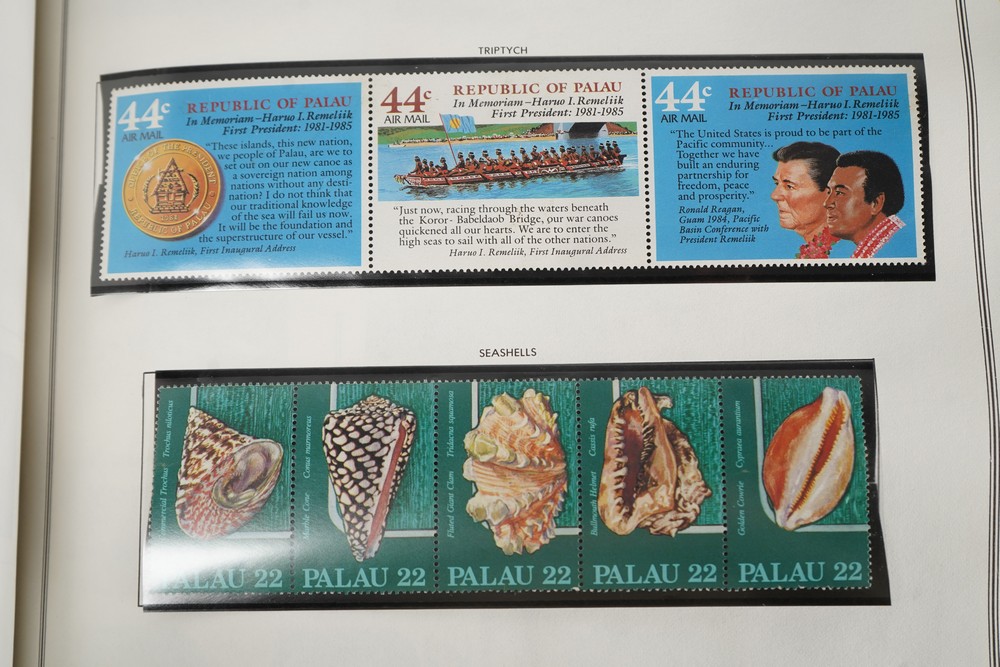 TRIPTYCH
44c
AIR MAIL
REPUBLIC OF PALAU
In Memoriam–Haruo I. Remeliik
First President: 1981-1985
"These islands, this new nation,
we people of Palau, are we to
set out on our new canoe as
a sovereign nation among
nations without any desti-
nation? I do not think that
our traditional knowledge
of the sea will fail us now.
It will be the foundation and
the superstructure of our vessel."
Haruo I. Remeliik, First Inaugural Address
44c
AIR MAIL
REPUBLIC OF PALAU
In Memoriam–Haruo I. Remeliik
First President: 1981-1985
"Just now, racing through the waters beneath
the Koror-Babeldaob Bridge, our war canoes
quickened all our hearts. We are to enter the
high seas to sail with all of the other nations."
Haruo I. Remeliik, First Inaugural Address
44c
AIR MAIL
REPUBLIC OF PALAU
In Memoriam–Haruo I. Remeliik
First President: 1981-1985
"The United States is proud to be part of the
Pacific community...
Together we have
built an enduring
partnership for
freedom, peace
and prosperity."
Ronald Reagan,
Guam 1984, Pacific
Basin Conference with
President Remeliik
SEASHELLS
Trochus Trochus niloticus
PALAU 22
Marble Cone Conus marmoreus
PALAU 22
Fluted Giant Clam Tridacna squamosa
PALAU 22
Bullmouth Helmet Cassis rufa
PALAU 22
Golden Cowrie Cypraea aurantium
PALAU 22